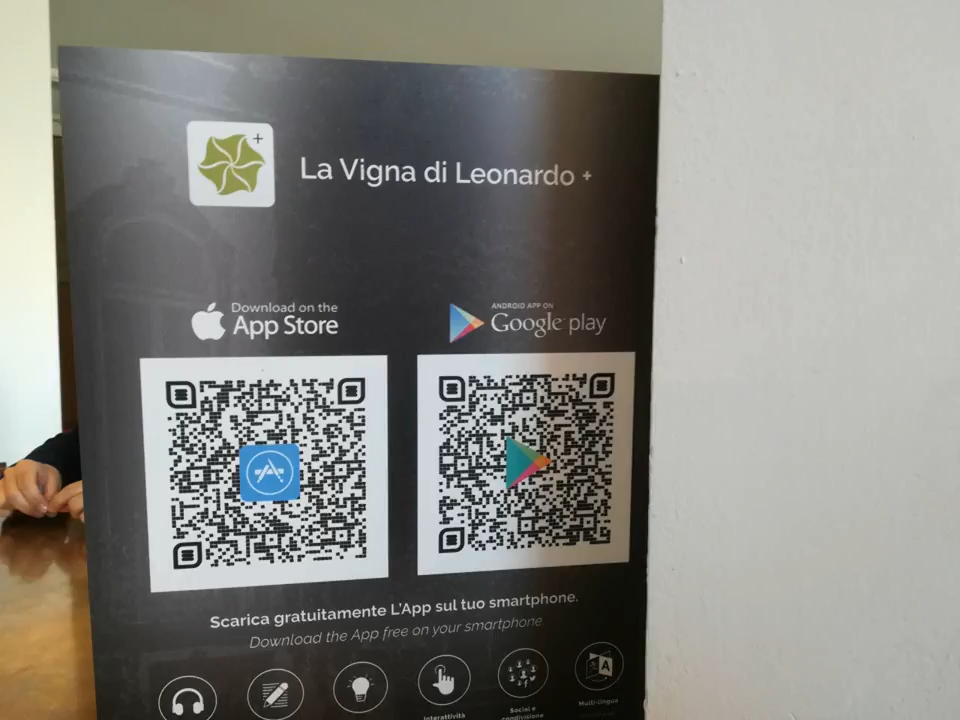 La Vigna di Leonardo +
Download on the
App Store
ANDROID APP ON
Google play
Scarica gratuitamente L'App sul tuo smartphone.
Download the App free on your smartphone
Interattività
Social e
condivisione
Multi-lingua